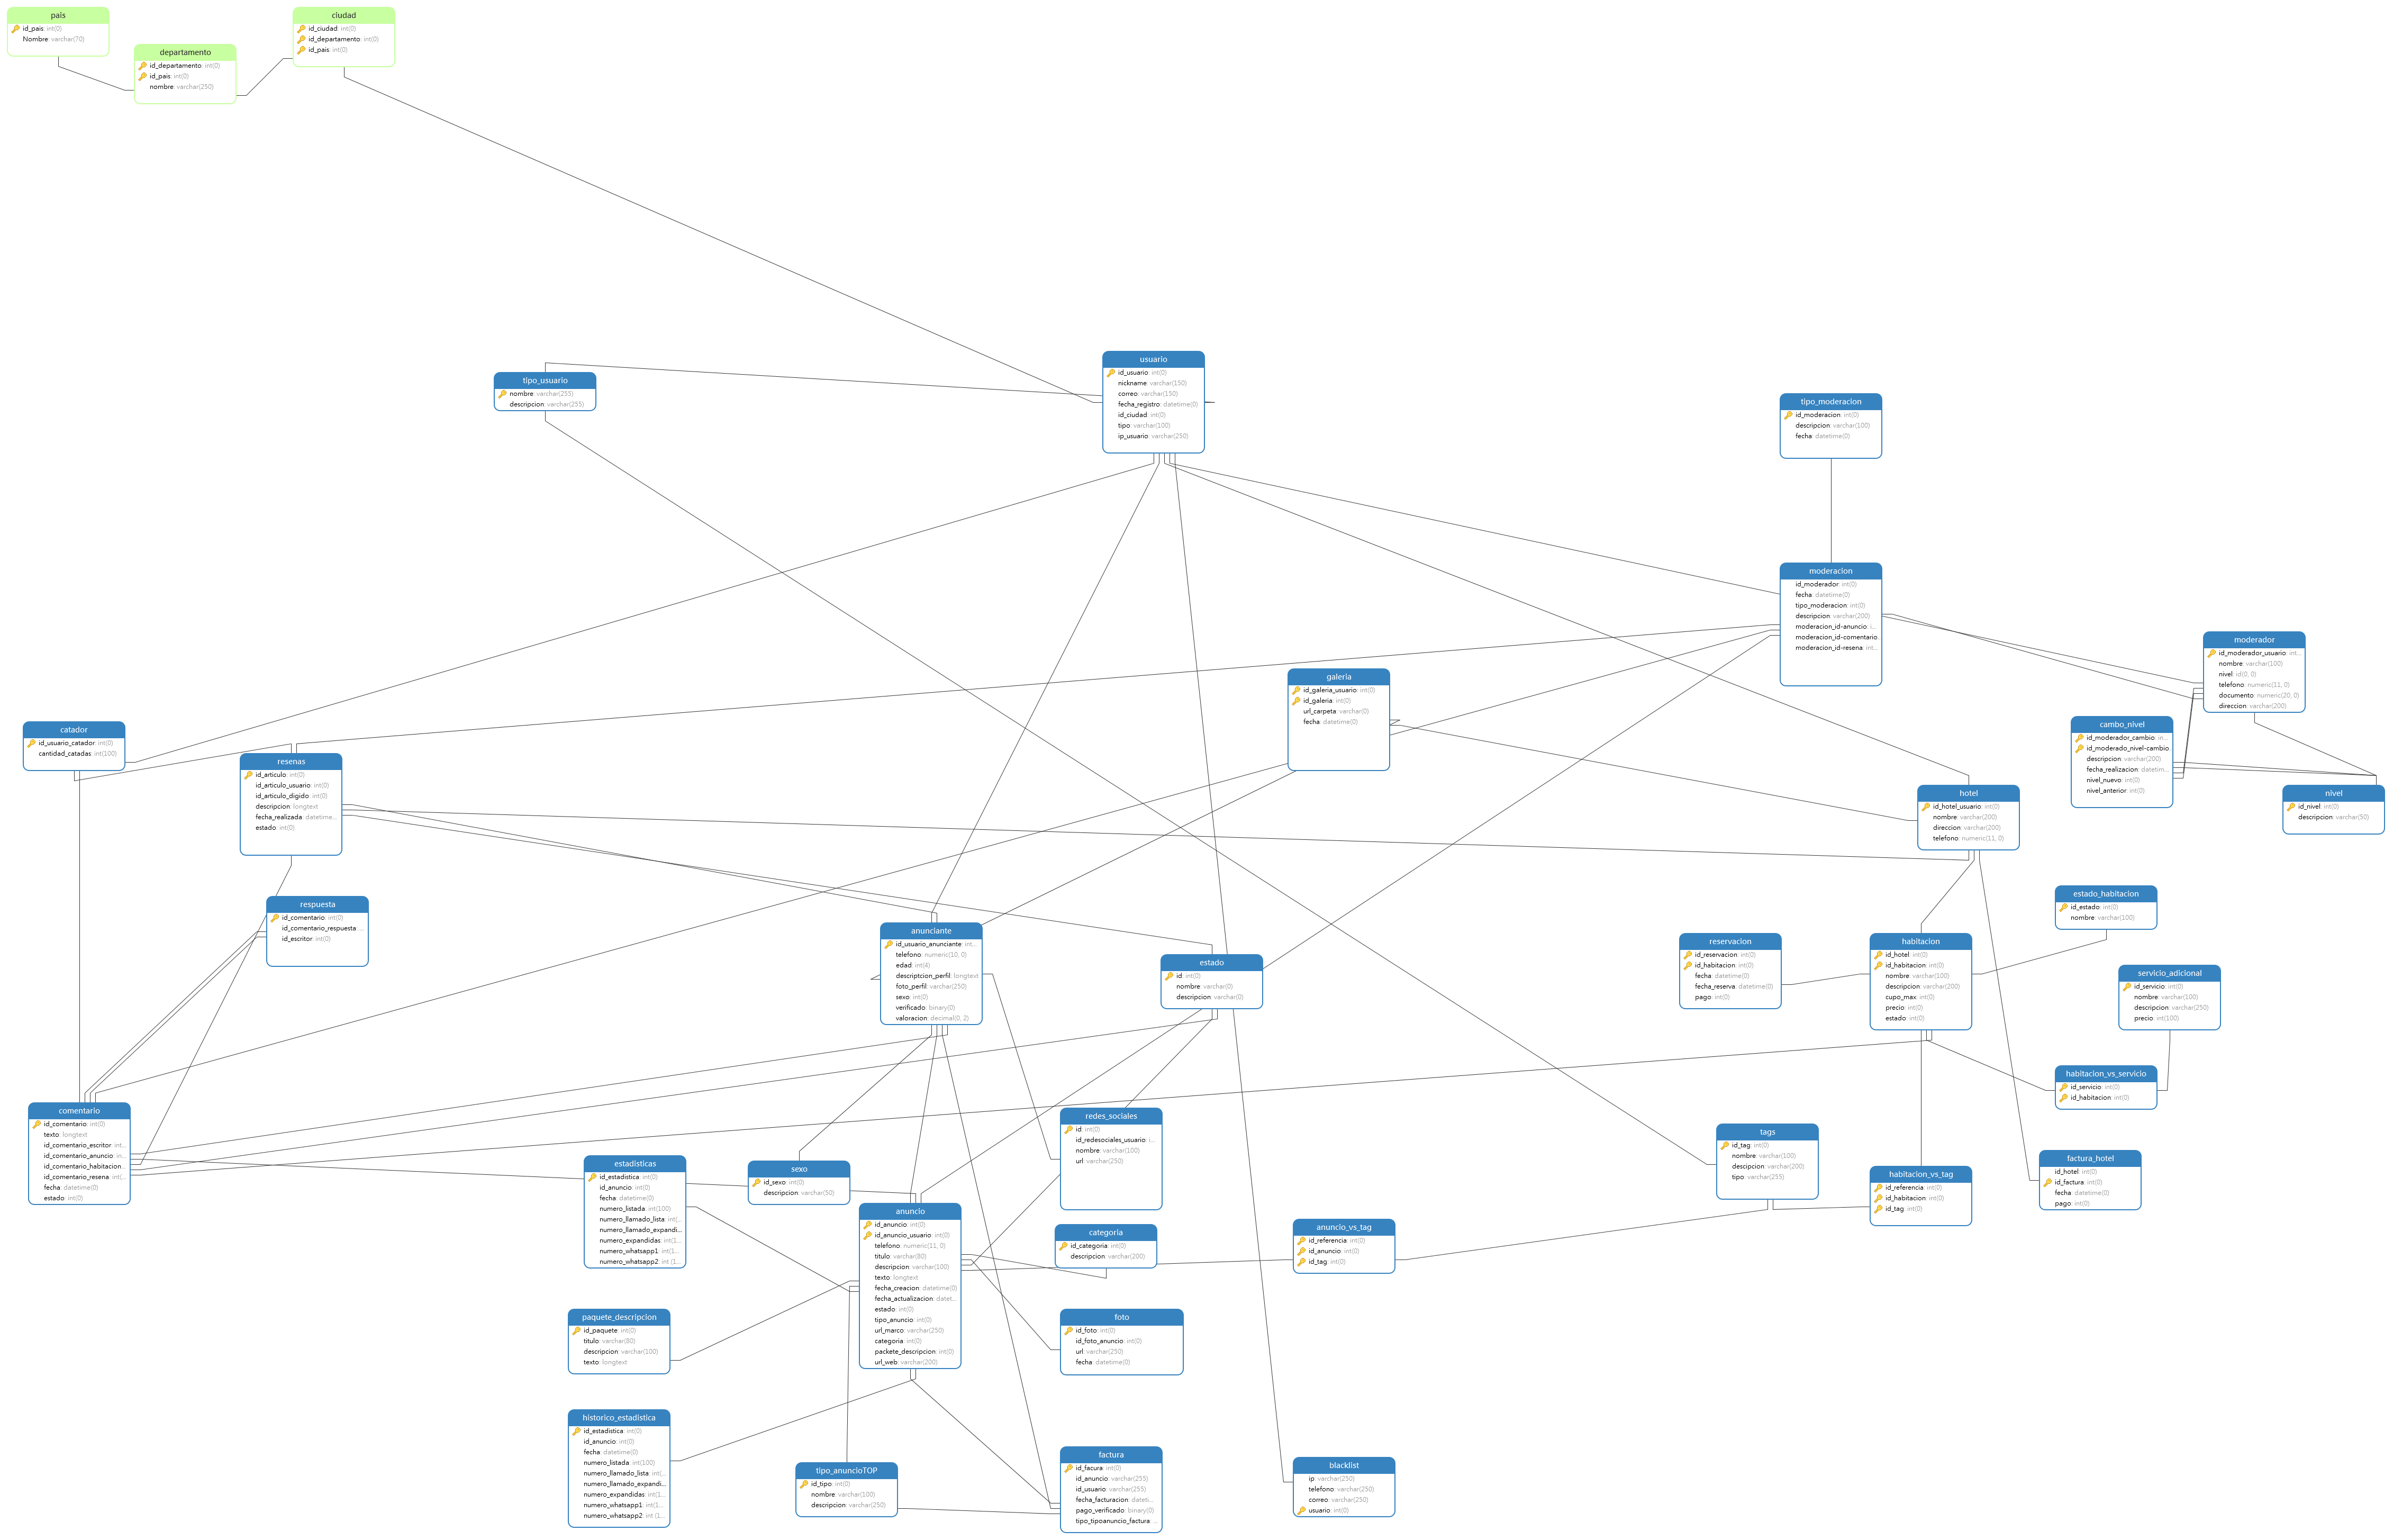 pais
id_pais: int(0)
Nombre: varchar(70)
departamento
id_departamento: int(0)
id_pais: int(0)
nombre: varchar(250)
ciudad
id_ciudad: int(0)
id_departamento: int(0)
id_pais: int(0)
tipo_usuario
nombre: varchar(255)
descripcion: varchar(255)
usuario
id_usuario: int(0)
nickname: varchar(150)
correo: varchar(150)
fecha_registro: datetime(0)
id_ciudad: int(0)
tipo: varchar(100)
ip_usuario: varchar(250)
tipo_moderacion
id_moderacion: int(0)
descripcion: varchar(100)
fecha: datetime(0)
moderacion
id_moderador: int(0)
fecha: datetime(0)
tipo_moderacion: int(0)
descripcion: varchar(200)
moderacion_id-anuncio: i...
moderacion_id-comentario:
moderacion_id-resena: int...
moderador
id_moderador_usuario: int...
nombre: varchar(100)
nivel: id(0, 0)
telefono: numeric(11, 0)
documento: numeric(20, 0)
direccion: varchar(200)
galeria
id_galeria_usuario: int(0)
id_galeria: int(0)
url_carpeta: varchar(0)
fecha: datetime(0)
cambo_nivel
id_moderador_cambio: in...
id_moderado_nivel-cambio:
descripcion: varchar(200)
fecha_realizacion: datetim...
nivel_nuevo: int(0)
nivel_anterior: int(0)
catador
id_usuario_catador: int(0)
cantidad_catadas: int(100)
resenas
id_articulo: int(0)
id_articulo_usuario: int(0)
id_articulo_digido: int(0)
descripcion: longtext
fecha_realizada: datetime...
estado: int(0)
hotel
id_hotel_usuario: int(0)
nombre: varchar(200)
direccion: varchar(200)
telefono: numeric(11, 0)
nivel
id_nivel: int(0)
descripcion: varchar(50)
respuesta
id_comentario: int(0)
id_comentario_respuesta: ...
id_escritor: int(0)
anunciante
id_usuario_anunciante: int...
telefono: numeric(10, 0)
edad: int(4)
descriptcion_perfil: longtext
foto_perfil: varchar(250)
sexo: int(0)
verificado: binary(0)
valoracion: decimal(0, 2)
estado
id: int(0)
nombre: varchar(0)
descripcion: varchar(0)
reservacion
id_reservacion: int(0)
id_habitacion: int(0)
fecha: datetime(0)
fecha_reserva: datetime(0)
pago: int(0)
habitacion
id_hotel: int(0)
id_habitacion: int(0)
nombre: varchar(100)
descripcion: varchar(200)
cupo_max: int(0)
precio: int(0)
estado: int(0)
estado_habitacion
id_estado: int(0)
nombre: varchar(100)
servicio_adicional
id_servicio: int(0)
nombre: varchar(100)
descripcion: varchar(250)
precio: int(100)
habitacion_vs_servicio
id_servicio: int(0)
id_habitacion: int(0)
comentario
id_comentario: int(0)
texto: longtext
id_comentario_escritor: int...
id_comentario_anuncio: in...
id_comentario_habitacion:
id_comentario_resena: int(...
fecha: datetime(0)
estado: int(0)
redes_sociales
id: int(0)
id_redesociales_usuario: i...
nombre: varchar(100)
url: varchar(250)
tags
id_tag: int(0)
nombre: varchar(100)
descipcion: varchar(200)
tipo: varchar(255)
factura_hotel
id_hotel: int(0)
id_factura: int(0)
fecha: datetime(0)
pago: int(0)
estadisticas
id_estadistica: int(0)
id_anuncio: int(0)
fecha: datetime(0)
numero_listada: int(100)
numero_llamado_lista: int(...
numero_llamado_expandi...
numero_expandidas: int(1...
numero_whatsapp1: int(1...
numero_whatsapp2: int (1...
sexo
id_sexo: int(0)
descripcion: varchar(50)
habitacion_vs_tag
id_referencia: int(0)
id_habitacion: int(0)
id_tag: int(0)
anuncio
id_anuncio: int(0)
id_anuncio_usuario: int(0)
telefono: numeric(11, 0)
titulo: varchar(80)
descripcion: varchar(100)
texto: longtext
fecha_creacion: datetime(0)
fecha_actualizacion: datet...
estado: int(0)
tipo_anuncio: int(0)
url_marco: varchar(250)
categoria: int(0)
packete_descripcion: int(0)
url_web: varchar(200)
categoria
id_categoria: int(0)
descripcion: varchar(200)
anuncio_vs_tag
id_referencia: int(0)
id_anuncio: int(0)
id_tag: int(0)
paquete_descripcion
id_paquete: int(0)
titulo: varchar(80)
descripcion: varchar(100)
texto: longtext
foto
id_foto: int(0)
id_foto_anuncio: int(0)
url: varchar(250)
fecha: datetime(0)
historico_estadistica
id_estadistica: int(0)
id_anuncio: int(0)
fecha: datetime(0)
numero_listada: int(100)
numero_llamado_lista: int(...
numero_llamado_expandi...
numero_expandidas: int(1...
numero_whatsapp1: int(1...
numero_whatsapp2: int (1...
tipo_anuncioTOP
id_tipo: int(0)
nombre: varchar(100)
descripcion: varchar(250)
factura
id_facura: int(0)
id_anuncio: varchar(255)
id_usuario: varchar(255)
fecha_facturacion: dateti...
pago_verificado: binary(0)
tipo_tipoanuncio_factura: ...
blacklist
ip: varchar(250)
telefono: varchar(250)
correo: varchar(250)
usuario: int(0)